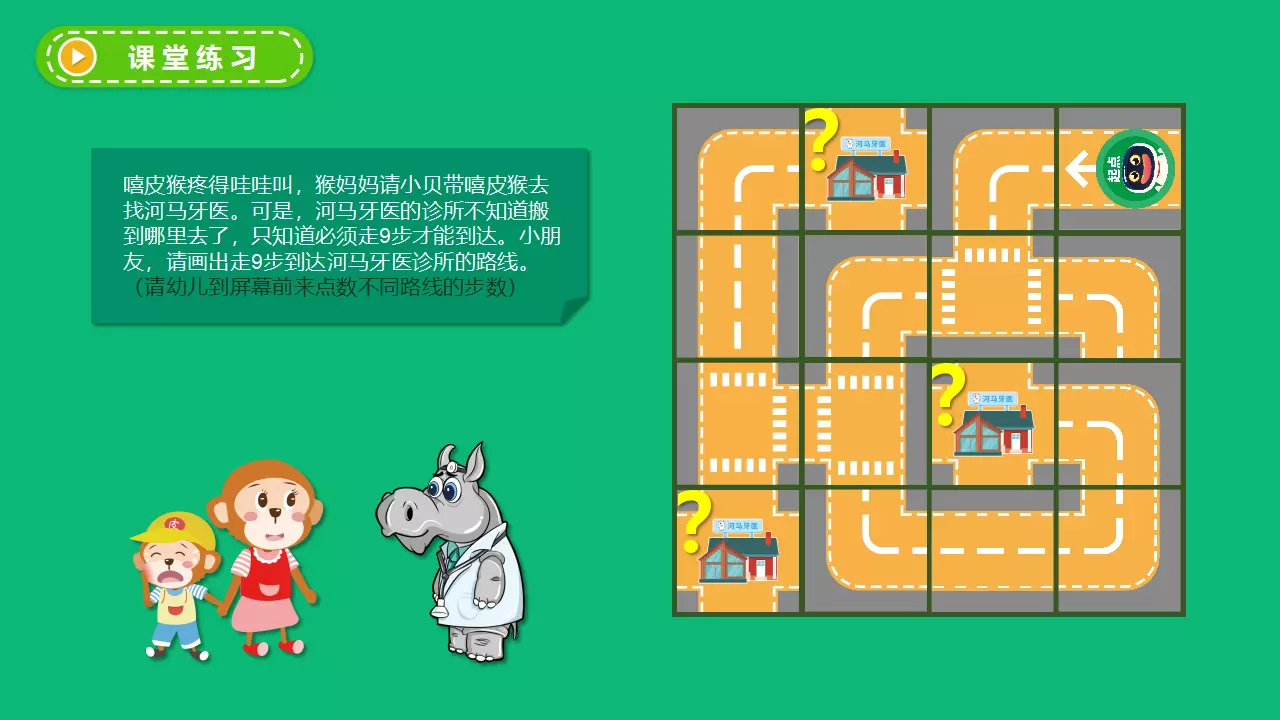 课堂练习
嘻皮猴疼得哇哇叫，猴妈妈请小贝带嘻皮猴去
找河马牙医。可是，河马牙医的诊所不知道搬
到哪里去了，只知道必须走9步才能到达。小朋
友，请画出走9步到达河马牙医诊所的路线。
（请幼儿到屏幕前来点数不同路线的步数）
?
河马牙医
起点
?
河马牙医
?
河马牙医
皮